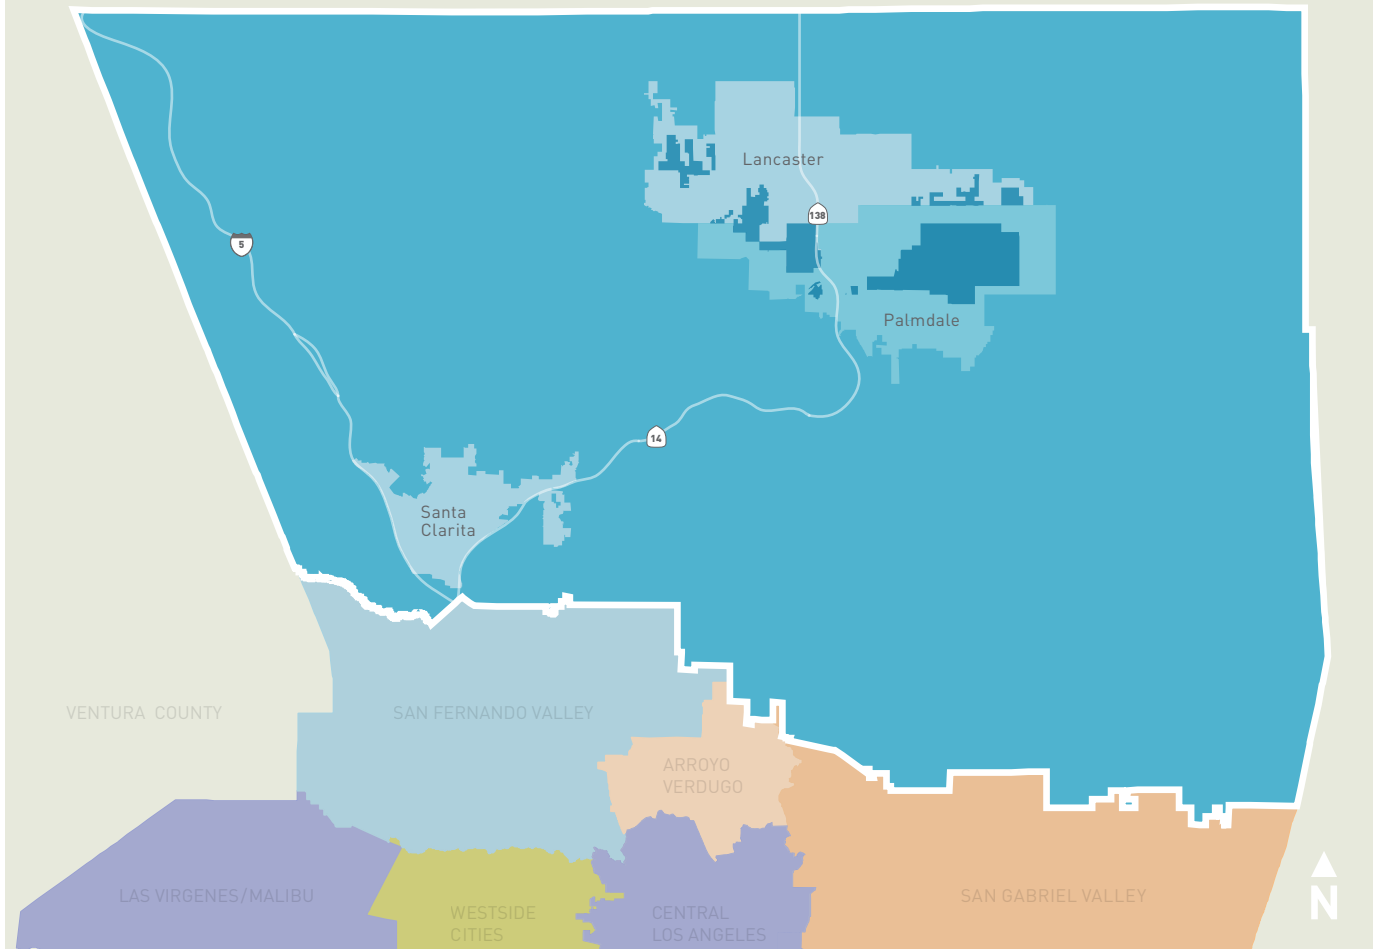 Lancaster
138
5
Palmdale
14
Santa
Clarita
VENTURA COUNTY
SAN FERNANDO VALLEY
ARROYO
VERDUGO
LAS VIRGENES/MALIBU
SAN GABRIEL VALLEY
WESTSIDE
CITIES
CENTRAL
LOS ANGELES
N